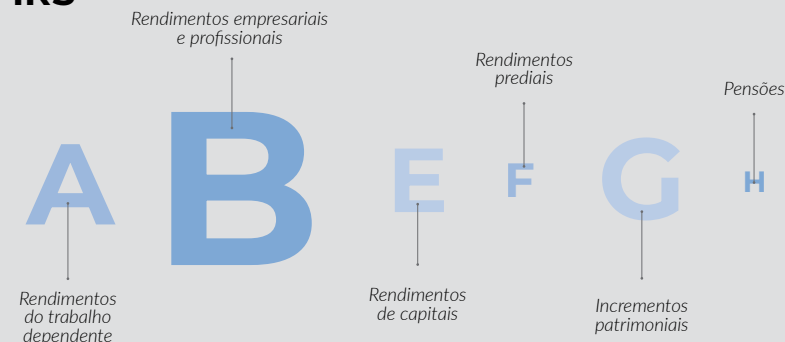 IRS
Rendimentos empresariais
e profissionais
Rendimentos
prediais
Pensões
A
B
E
F
G
H
Rendimentos
do trabalho
dependente
Rendimentos
de capitais
Incrementos
patrimoniais